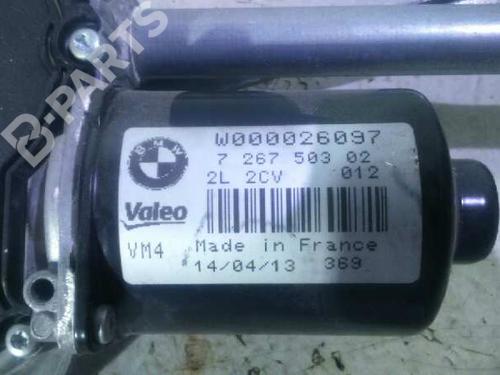 B-PARTS
W000026097
BMW
7 267 503 02
2L 2CV 012
Valeo
VM4 Made in France
14/04/13 369